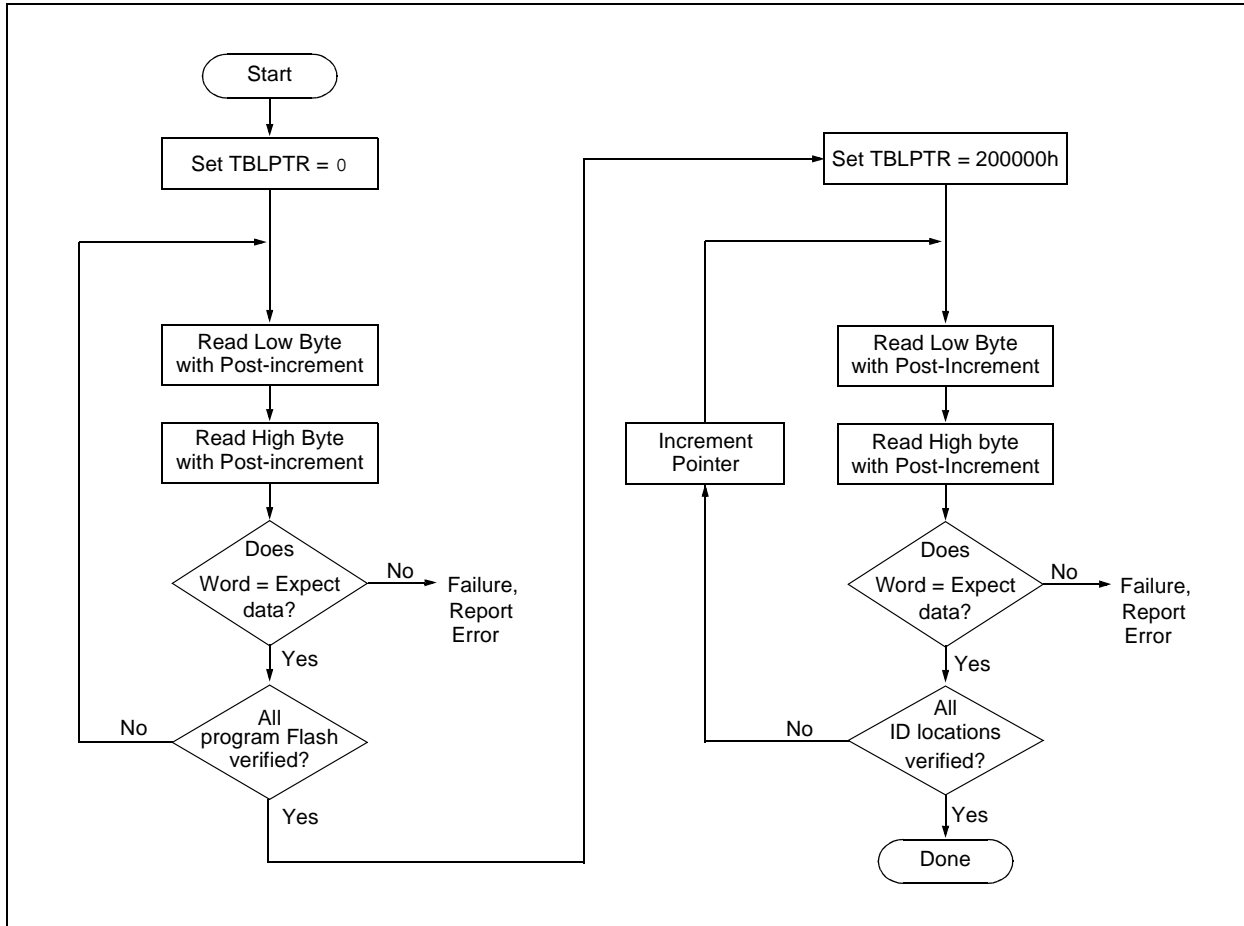 Start
Set TBLPTR = 0
Read Low Byte
with Post-increment
Read High Byte
with Post-increment
Does
Word = Expect
data?
No
Failure,
Report
Error
Yes
All
program Flash
verified?
No
Yes
Set TBLPTR = 200000h
Read Low Byte
with Post-Increment
Read High byte
with Post-Increment
Increment
Pointer
Does
Word = Expect
data?
No
Failure,
Report
Error
Yes
All
ID locations
verified?
No
Yes
Done